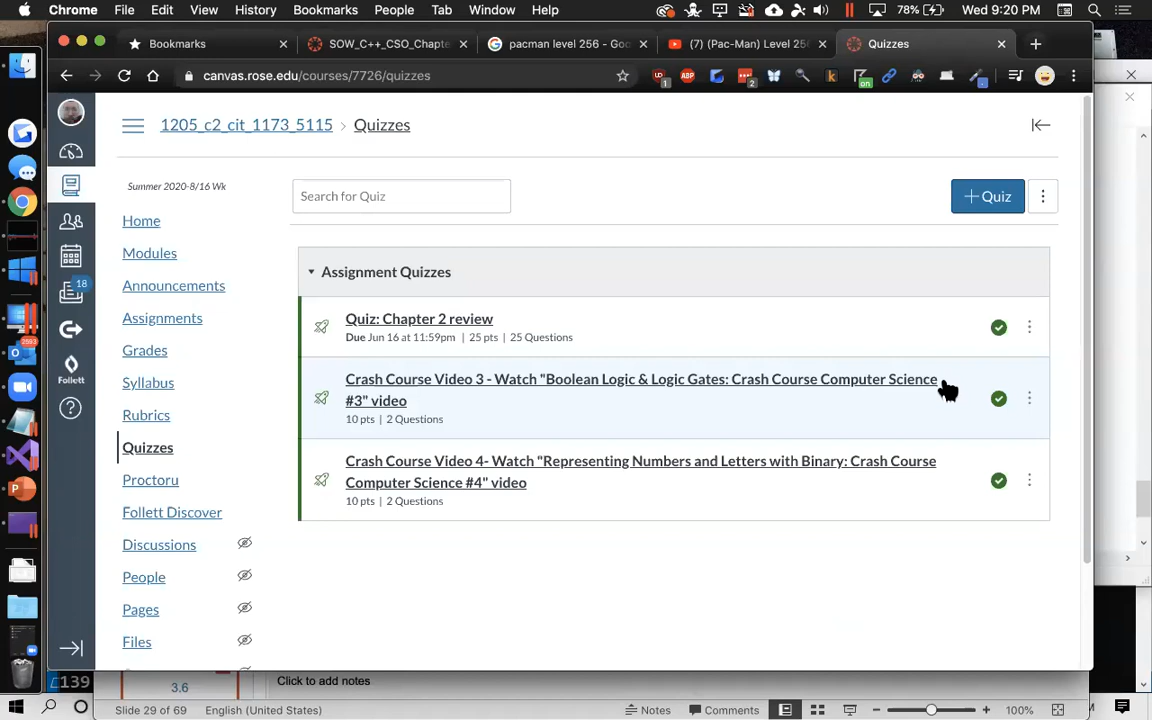 Chrome File Edit View History Bookmarks People Tab Window Help 78% Wed 9:20 PM
Bookmarks SOW_C++_CSO_Chapte pacman level 256 - Goo (7) (Pac-Man) Level 256 Quizzes
canvas.rose.edu/courses/7726/quizzes
1205_c2_cit_1173_5115 › Quizzes
Summer 2020-8/16 Wk
Search for Quiz
+ Quiz
Home
Modules
Announcements
Assignments
Grades
Syllabus
Rubrics
Quizzes
Proctoru
Follett Discover
Discussions
People
Pages
Files
18
Follett
Assignment Quizzes
Quiz: Chapter 2 review
Due Jun 16 at 11:59pm | 25 pts | 25 Questions
Crash Course Video 3 - Watch "Boolean Logic & Logic Gates: Crash Course Computer Science
#3" video
10 pts | 2 Questions
Crash Course Video 4- Watch "Representing Numbers and Letters with Binary: Crash Course
Computer Science #4" video
10 pts | 2 Questions
139
3.6
Click to add notes
Slide 29 of 69 English (United States) Notes Comments 100%